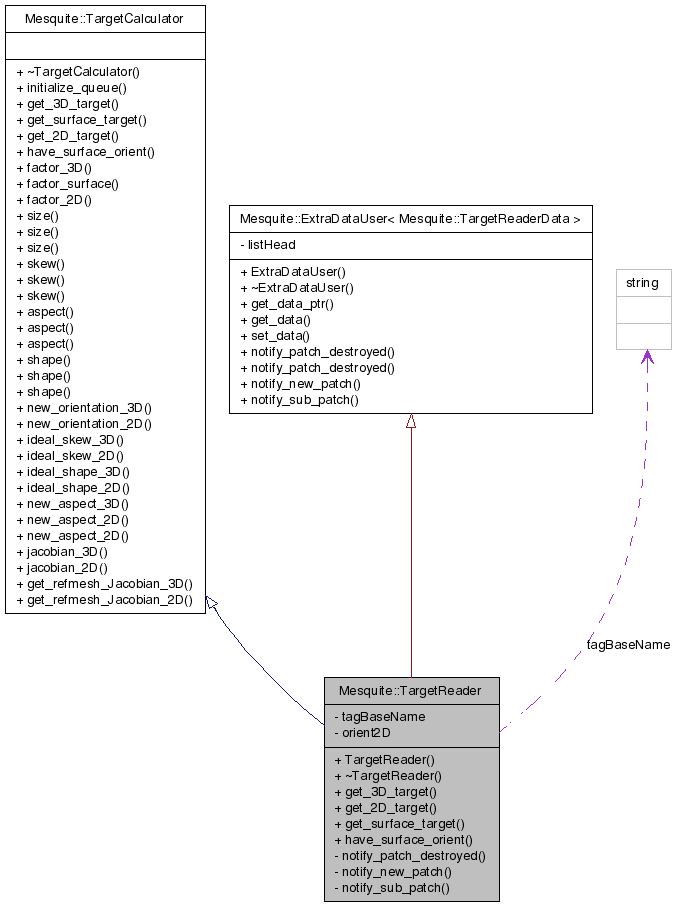 Mesquite::TargetCalculator
+ ~TargetCalculator()
+ initialize_queue()
+ get_3D_target()
+ get_surface_target()
+ get_2D_target()
+ have_surface_orient()
+ factor_3D()
+ factor_surface()
+ factor_2D()
+ size()
+ size()
+ size()
+ skew()
+ skew()
+ skew()
+ aspect()
+ aspect()
+ aspect()
+ shape()
+ shape()
+ shape()
+ new_orientation_3D()
+ new_orientation_2D()
+ ideal_skew_3D()
+ ideal_skew_2D()
+ ideal_shape_3D()
+ ideal_shape_2D()
+ new_aspect_3D()
+ new_aspect_2D()
+ new_aspect_2D()
+ jacobian_3D()
+ jacobian_2D()
+ get_refmesh_Jacobian_3D()
+ get_refmesh_Jacobian_2D()
Mesquite::ExtraDataUser< Mesquite::TargetReaderData >
- listHead
+ ExtraDataUser()
+ ~ExtraDataUser()
+ get_data_ptr()
+ get_data()
+ set_data()
+ notify_patch_destroyed()
+ notify_patch_destroyed()
+ notify_new_patch()
+ notify_sub_patch()
string
tagBaseName
Mesquite::TargetReader
- tagBaseName
- orient2D
+ TargetReader()
+ ~TargetReader()
+ get_3D_target()
+ get_2D_target()
+ get_surface_target()
+ have_surface_orient()
- notify_patch_destroyed()
- notify_new_patch()
- notify_sub_patch()